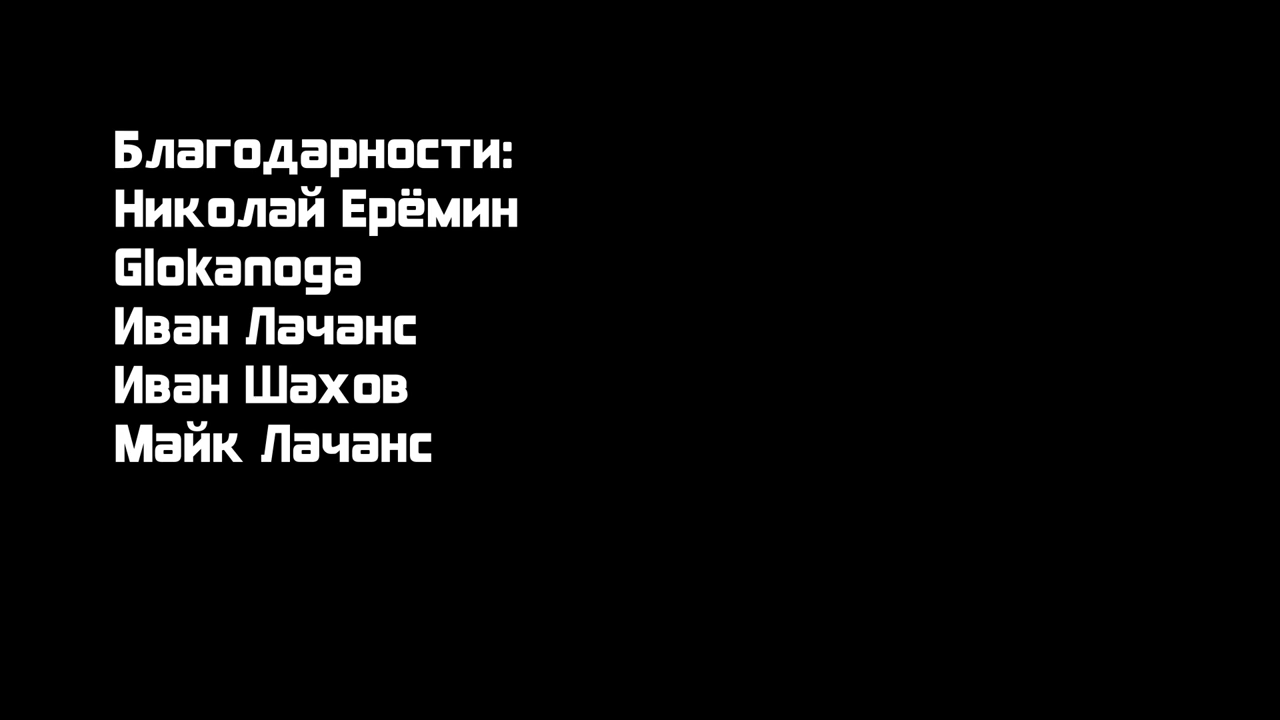 Благодарности:
Николай Ерёмин
Glokanoga
Иван Лачанс
Иван Шахов
Майк Лачанс